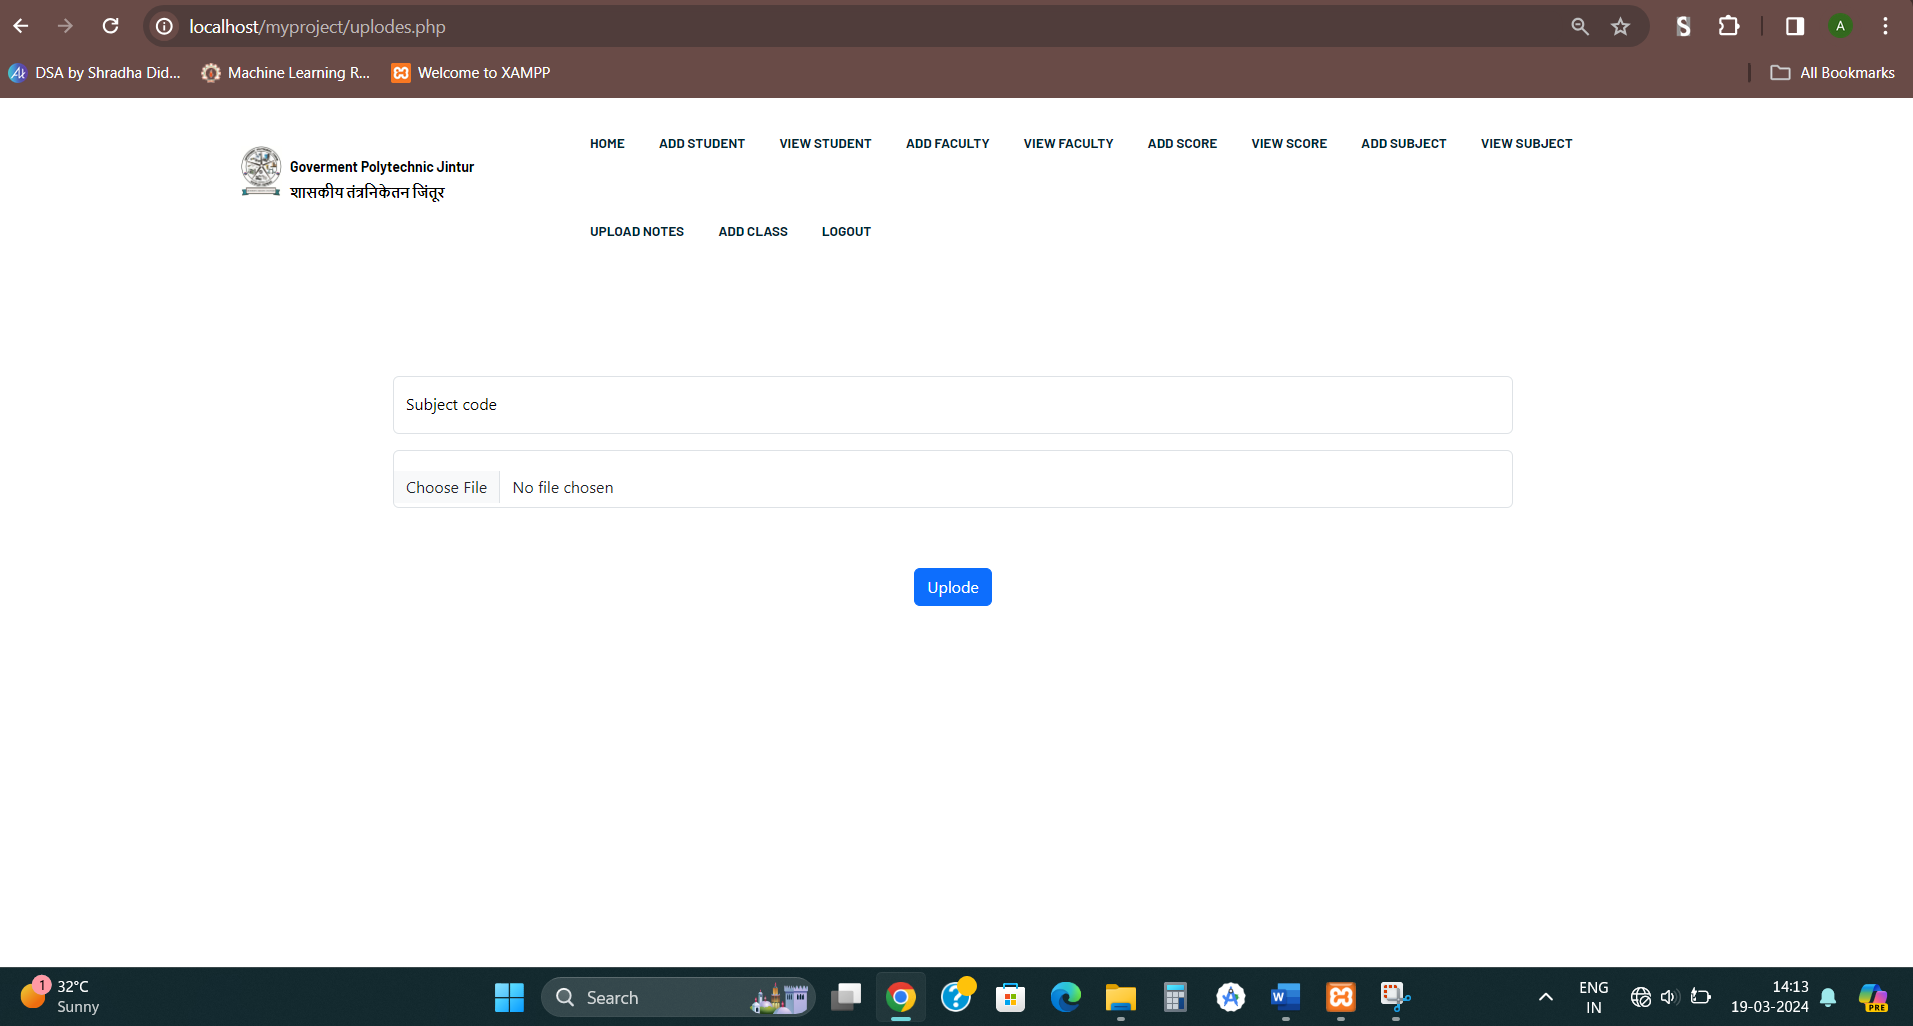 localhost/myproject/uplodes.php
A
DSA by Shradha Did...
Machine Learning R...
Welcome to XAMPP
All Bookmarks
Goverment Polytechnic Jintur
शासकीय तंत्रनिकेतन जिंतूर
HOME ADD STUDENT VIEW STUDENT ADD FACULTY VIEW FACULTY ADD SCORE VIEW SCORE ADD SUBJECT VIEW SUBJECT
UPLOAD NOTES ADD CLASS LOGOUT
Subject code
Choose File No file chosen
Uplode
1
32°C
Sunny
Search
ENG
IN
14:13
19-03-2024
PRE